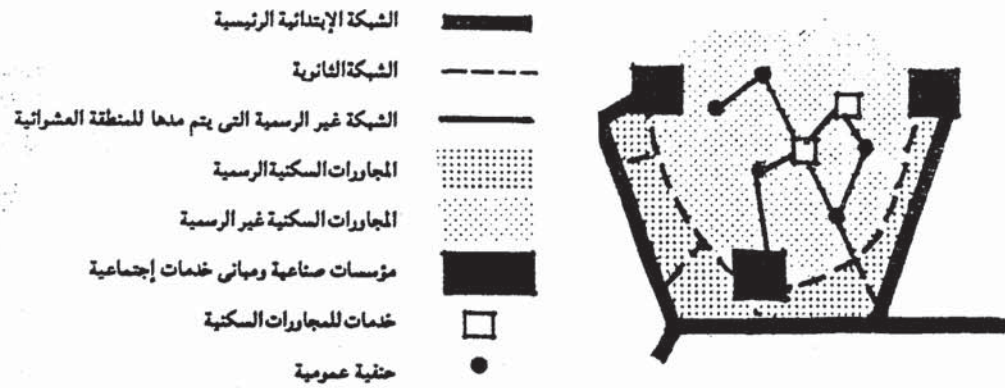 الشبكة الإبتدائية الرئيسية
الشبكة الثانوية
الشبكة غير الرسمية التى يتم مدها للمنطقة العشوائية
المجاورات السكنية الرسمية
المجاورات السكنية غير الرسمية
مؤسسات صناعية ومبانى خدمات إجتماعية
خدمات للمجاورات السكنية
حنفية عمومية